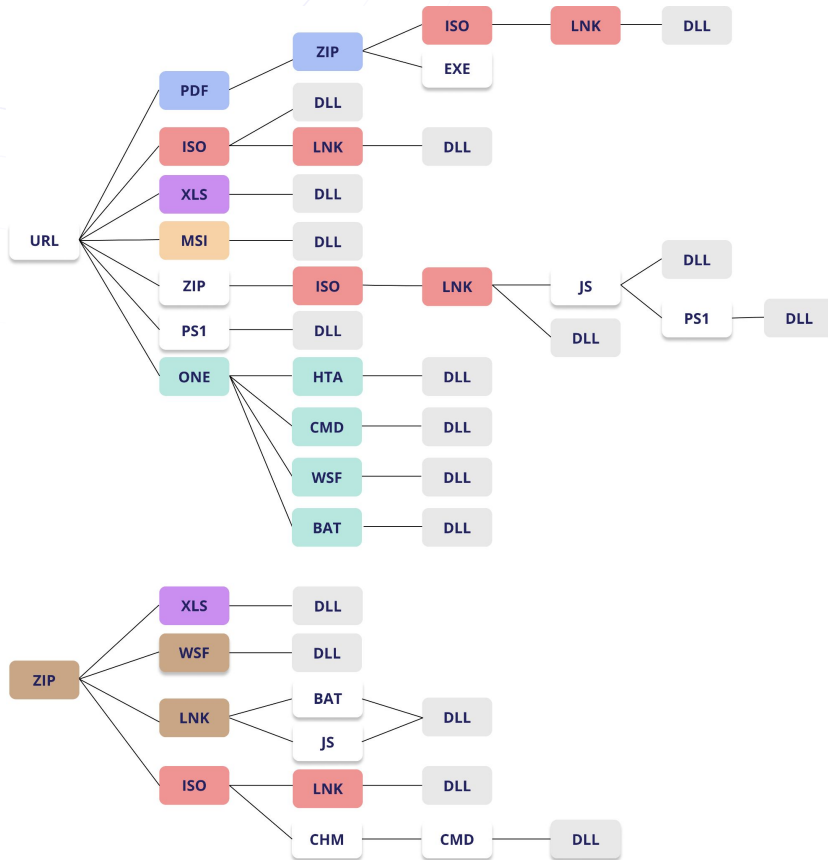 ISO LNK DLL
ZIP
EXE
PDF
DLL
ISO LNK DLL
XLS DLL
URL MSI DLL
DLL
ZIP ISO LNK JS
PS1 DLL
PS1 DLL
DLL
ONE HTA DLL
CMD DLL
WSF DLL
BAT DLL
XLS DLL
WSF DLL
ZIP
BAT
LNK DLL
JS
ISO LNK DLL
CHM CMD DLL